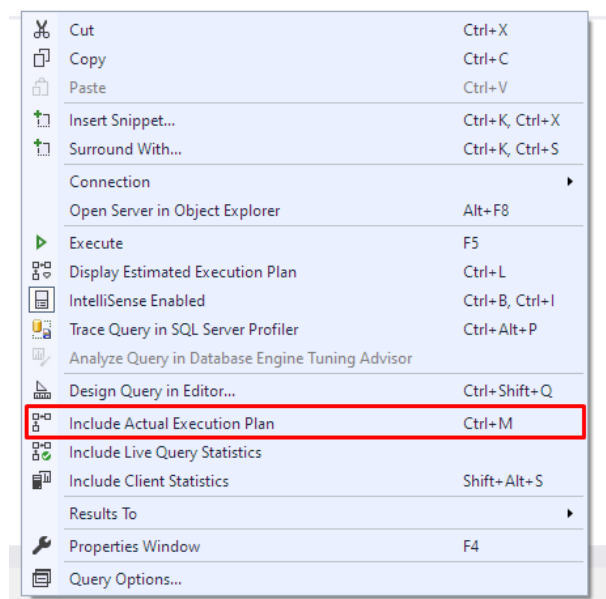 Cut Ctrl+X
Copy Ctrl+C
Paste Ctrl+V
Insert Snippet... Ctrl+K, Ctrl+X
Surround With... Ctrl+K, Ctrl+S
Connection
Open Server in Object Explorer Alt+F8
Execute F5
Display Estimated Execution Plan Ctrl+L
IntelliSense Enabled Ctrl+B, Ctrl+I
Trace Query in SQL Server Profiler Ctrl+Alt+P
Analyze Query in Database Engine Tuning Advisor
Design Query in Editor... Ctrl+Shift+Q
Include Actual Execution Plan Ctrl+M
Include Live Query Statistics
Include Client Statistics Shift+Alt+S
Results To
Properties Window F4
Query Options...